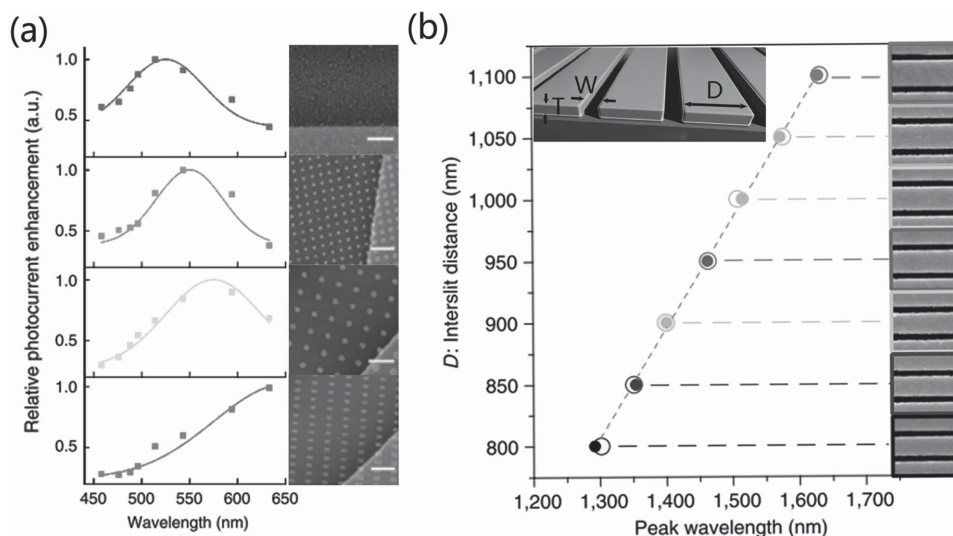 (a)
Relative photocurrent enhancement (a.u.)
1.0
0.5
1.0
0.5
1.0
0.5
1.0
0.5
450
500
550
600
650
Wavelength (nm)
(b)
D: Interslit distance (nm)
1,100
1,050
1,000
950
900
850
800
W
D
T
1,200
1,300
1,400
1,500
1,600
1,700
Peak wavelength (nm)